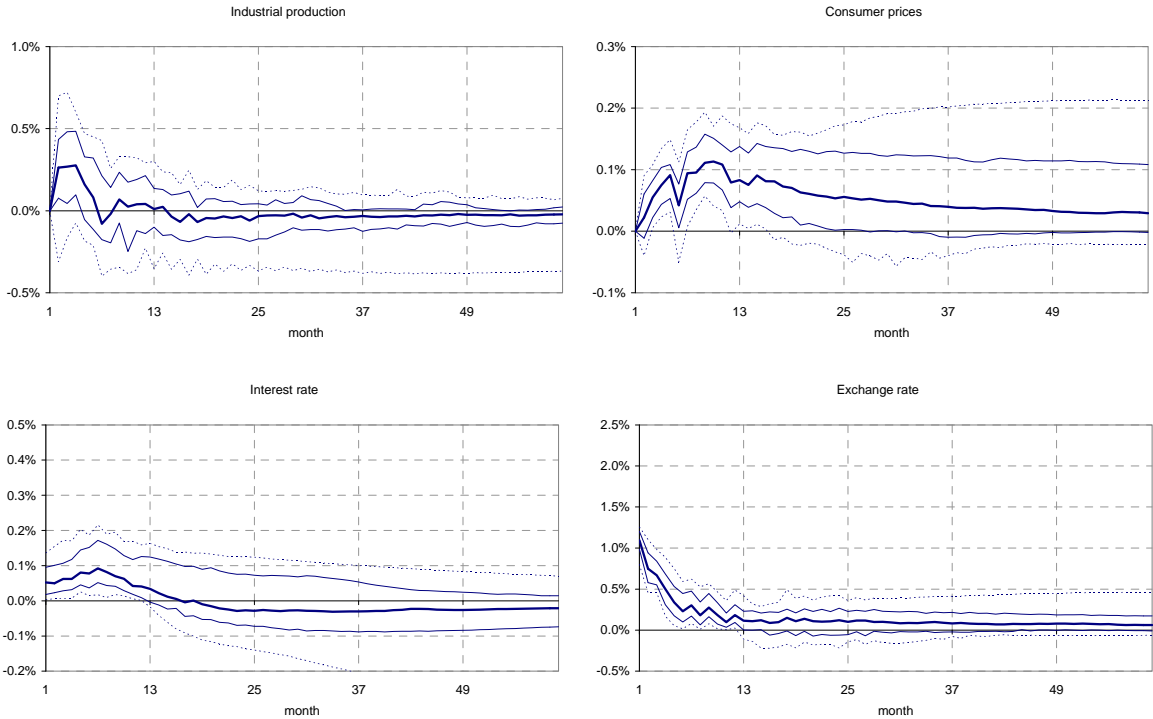 Industrial production
1.0%
0.5%
0.0%
-0.5%
1 13 25 37 49
month
Consumer prices
0.3%
0.2%
0.1%
0.0%
-0.1%
1 13 25 37 49
month
Interest rate
0.5%
0.4%
0.3%
0.2%
0.1%
0.0%
-0.1%
-0.2%
1 13 25 37 49
month
Exchange rate
2.5%
2.0%
1.5%
1.0%
0.5%
0.0%
-0.5%
1 13 25 37 49
month